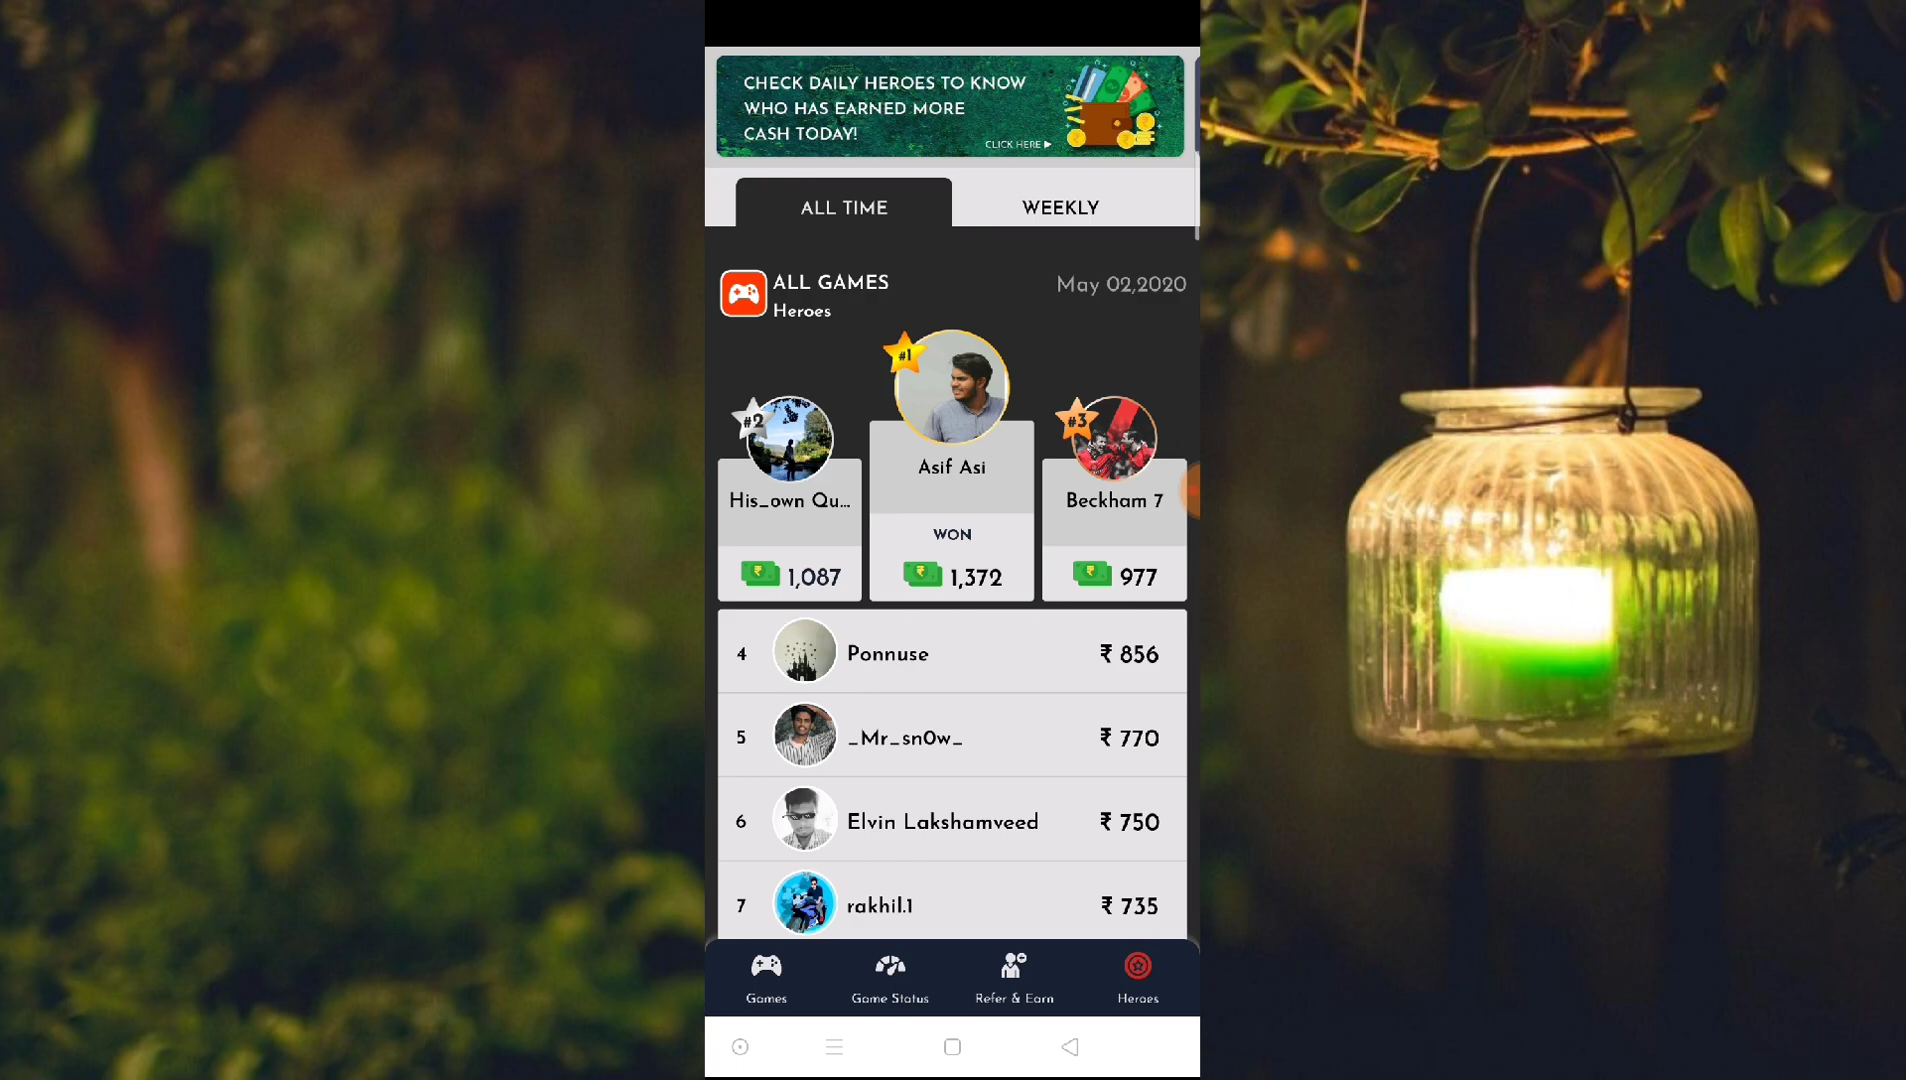 CHECK DAILY HEROES TO KNOW
WHO HAS EARNED MORE
CASH TODAY!
CLICK HERE ▶
ALL TIME
WEEKLY
ALL GAMES
Heroes
May 02,2020
#1
#2
#3
Asif Asi
His_own Qu...
Beckham 7
WON
₹ 1,087
₹ 1,372
₹ 977
4 Ponnuse ₹ 856
5 _Mr_sn0w_ ₹ 770
6 Elvin Lakshamveed ₹ 750
7 rakhil.1 ₹ 735
Games
Game Status
Refer & Earn
Heroes